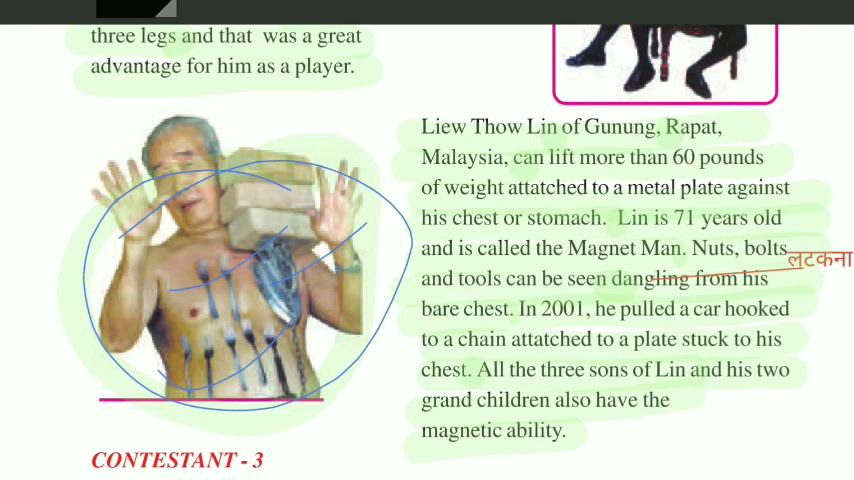 three legs and that was a great
advantage for him as a player.
Liew Thow Lin of Gunung, Rapat,
Malaysia, can lift more than 60 pounds
of weight attatched to a metal plate against
his chest or stomach. Lin is 71 years old
and is called the Magnet Man. Nuts, bolts
लटकना
and tools can be seen dangling from his
bare chest. In 2001, he pulled a car hooked
to a chain attatched to a plate stuck to his
chest. All the three sons of Lin and his two
grand children also have the
magnetic ability.
CONTESTANT - 3